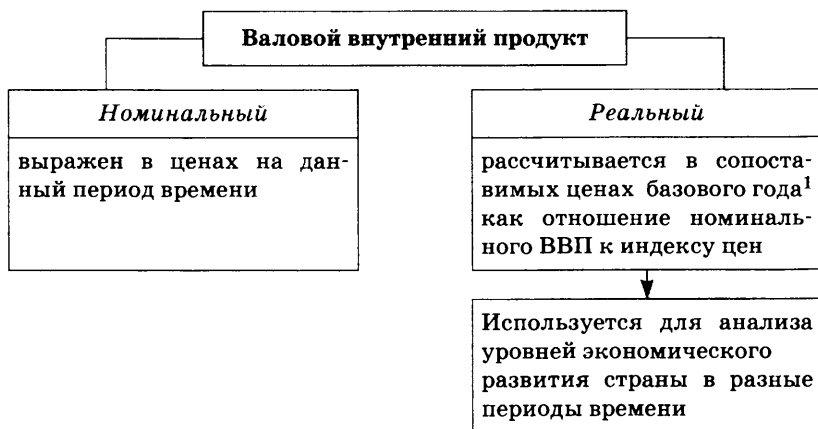 Валовой внутренний продукт
Номинальный
выражен в ценах на дан-
ный период времени
Реальный
рассчитывается в сопоста-
вимых ценах базового года¹
как отношение номиналь-
ного ВВП к индексу цен
Используется для анализа
уровней экономического
развития страны в разные
периоды времени